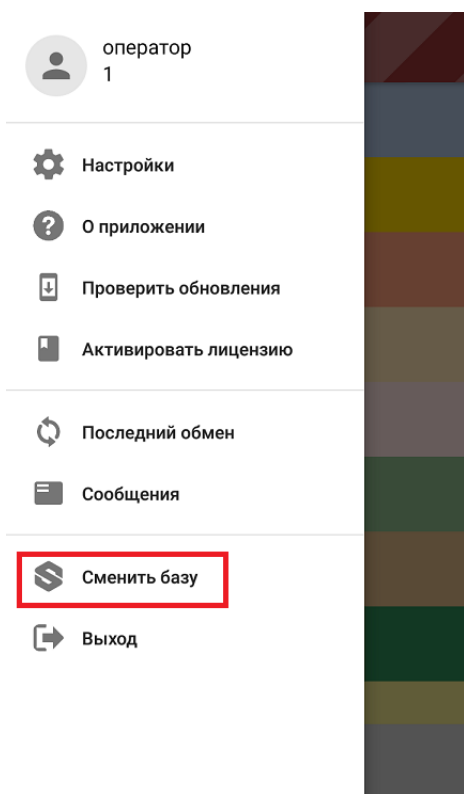 оператор
1
Настройки
О приложении
Проверить обновления
Активировать лицензию
Последний обмен
Сообщения
Сменить базу
Выход